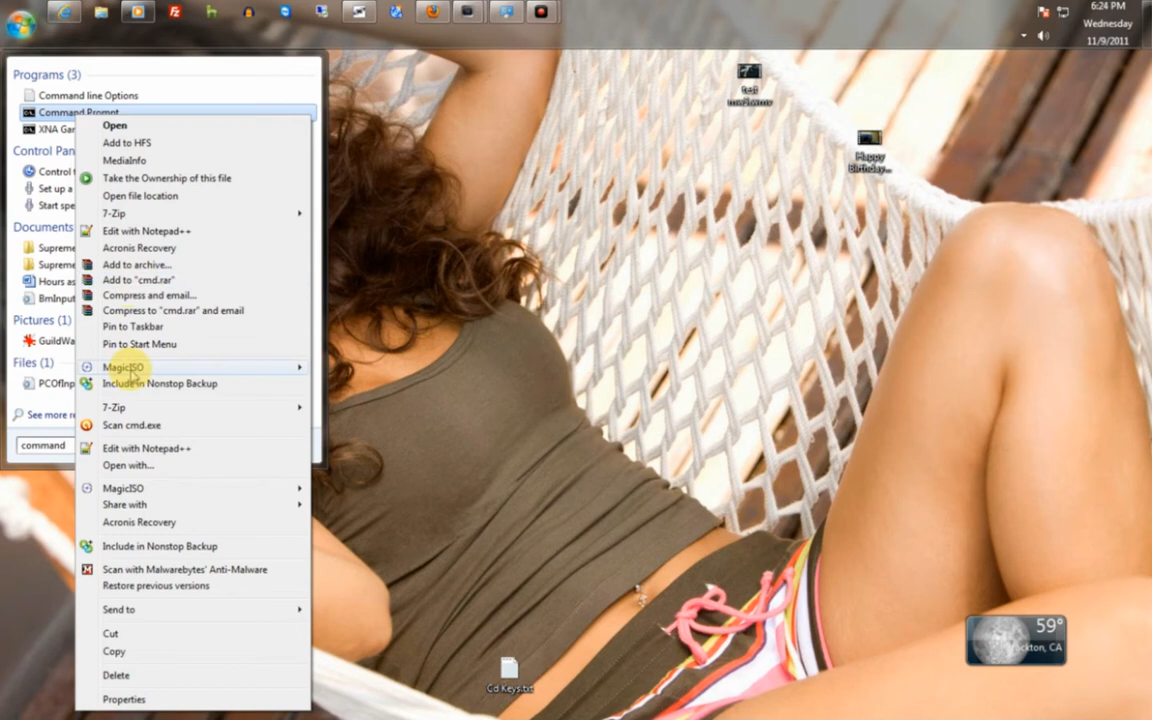 6:24 PM
Wednesday
11/9/2011
Programs (3)
Command line Options
Command Prompt
XNA Gar
Control Pan
Control
Set up a
Start spe
Documents
Supreme
Supreme
Hours as
BmInput
Pictures (1)
GuildWa
Files (1)
PCOfInp
See more re
command
Open
Add to HFS
MediaInfo
Take the Ownership of this file
Open file location
7-Zip
Edit with Notepad++
Acronis Recovery
Add to archive...
Add to "cmd.rar"
Compress and email...
Compress to "cmd.rar" and email
Pin to Taskbar
Pin to Start Menu
MagicISO
Include in Nonstop Backup
7-Zip
Scan cmd.exe
Edit with Notepad++
Open with...
MagicISO
Share with
Acronis Recovery
Include in Nonstop Backup
Scan with Malwarebytes' Anti-Malware
Restore previous versions
Send to
Cut
Copy
Delete
Properties
test
Happy
Birthday...
Cd Keys.txt
59°
ockton, CA